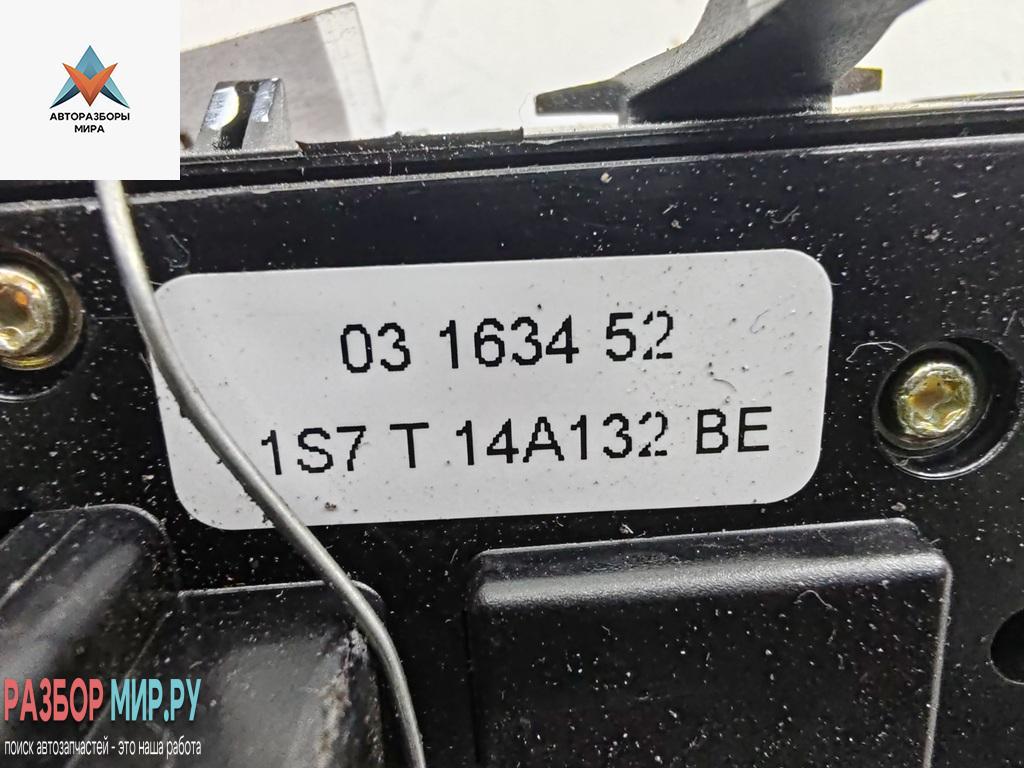 АВТОРАЗБОРЫ
МИРА
03 1634 52
1S7 T 14A132 BE
РАЗБОР МИР.РУ
поиск автозапчастей - это наша работа